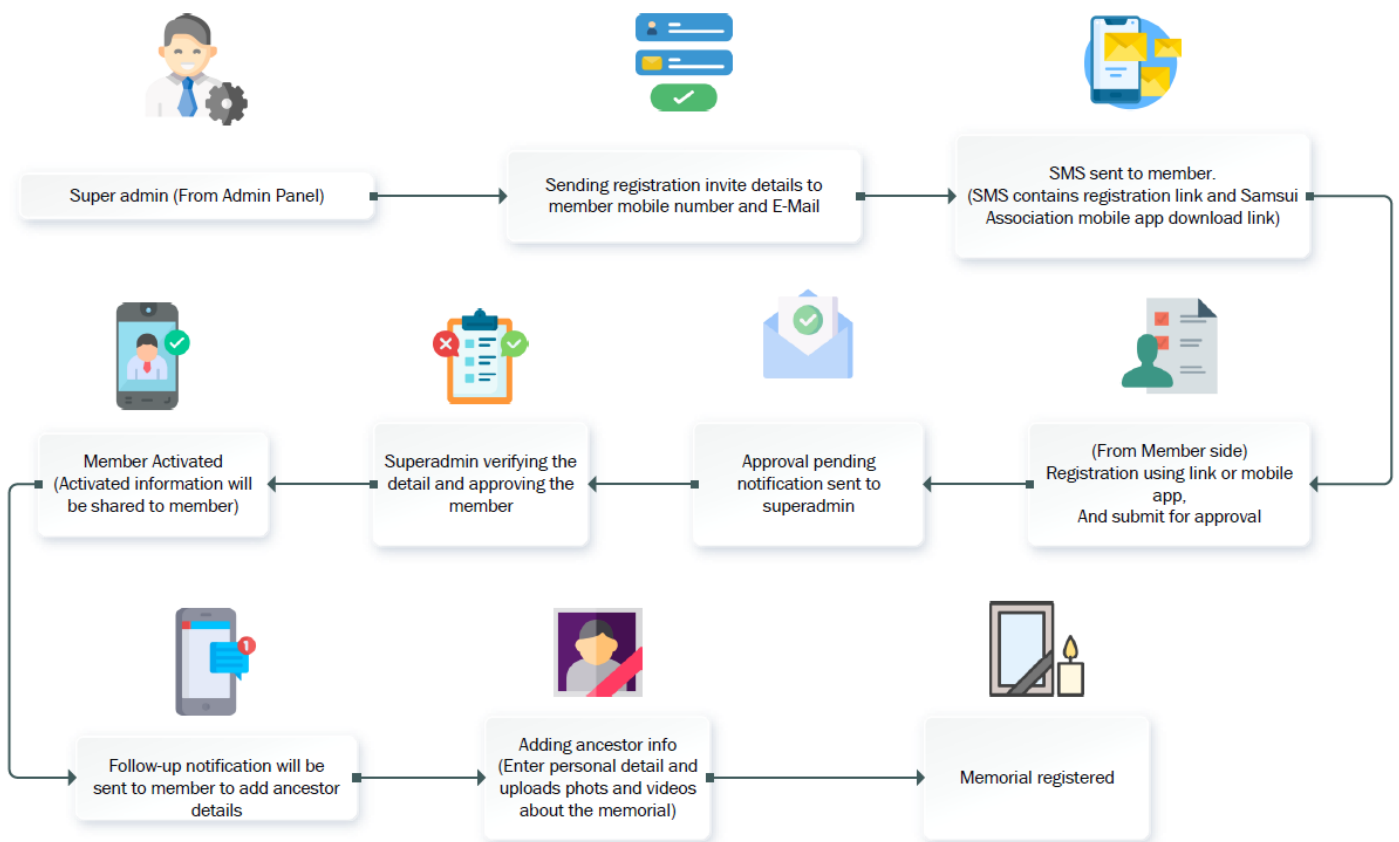 Super admin (From Admin Panel)
Sending registration invite details to
member mobile number and E-Mail
SMS sent to member.
(SMS contains registration link and Samsui
Association mobile app download link)
(From Member side)
Registration using link or mobile
app,
And submit for approval
Approval pending
notification sent to
superadmin
Superadmin verifying the
detail and approving the
member
Member Activated
(Activated information will
be shared to member)
1
Follow-up notification will be
sent to member to add ancestor
details
Adding ancestor info
(Enter personal detail and
uploads phots and videos
about the memorial)
Memorial registered